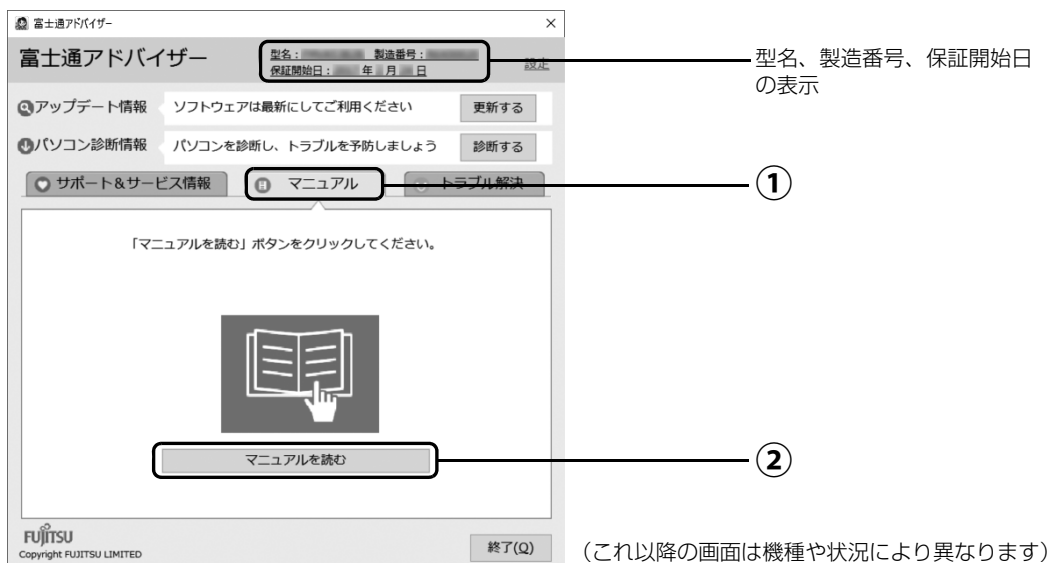 富士通アドバイザー
×
富士通アドバイザー
型名： 製造番号：
保証開始日： 年 月 日
設定
型名、製造番号、保証開始日
の表示
アップデート情報 ソフトウェアは最新にしてご利用ください 更新する
パソコン診断情報 パソコンを診断し、トラブルを予防しましょう 診断する
サポート＆サービス情報 マニュアル トラブル解決
①
「マニュアルを読む」ボタンをクリックしてください。
マニュアルを読む
②
FUJITSU
Copyright FUJITSU LIMITED
終了(Q)
（これ以降の画面は機種や状況により異なります）